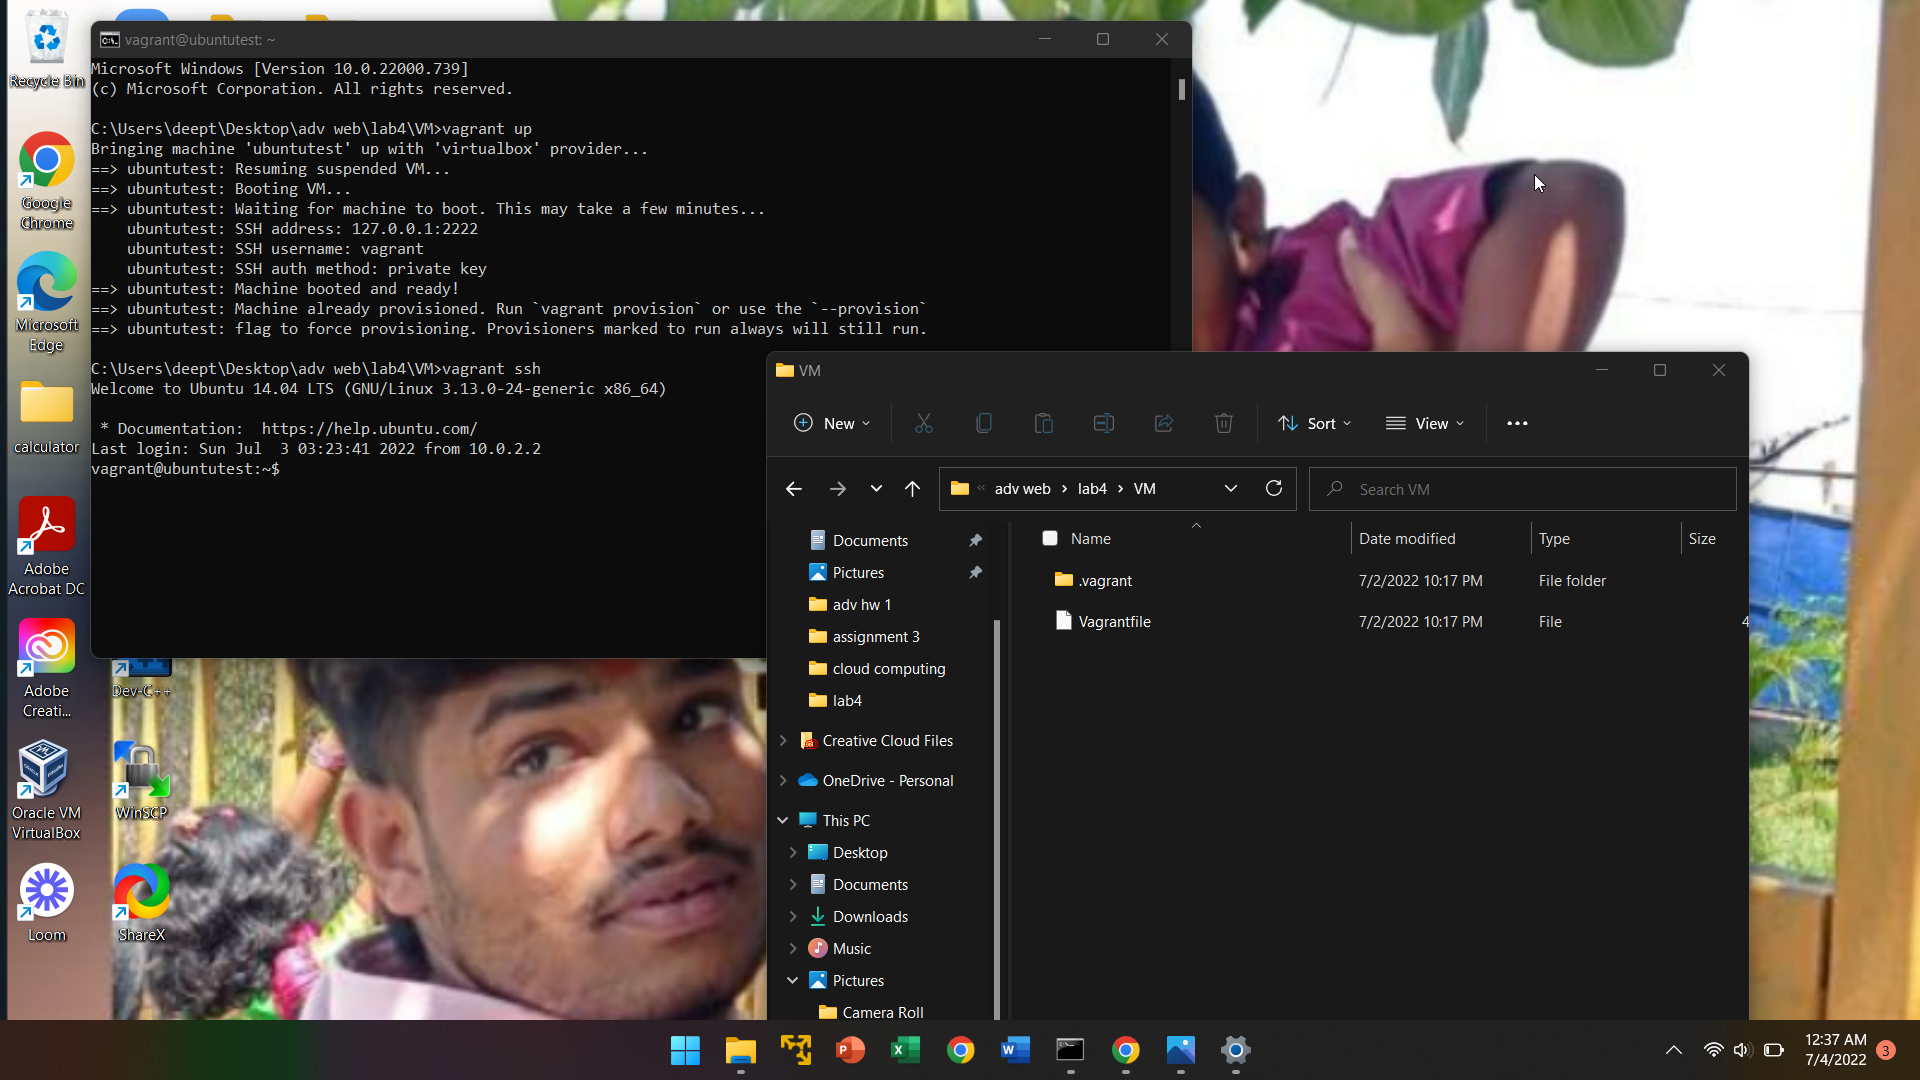 Recycle Bin
Google
Chrome
Microsoft
Edge
calculator
Adobe
Acrobat DC
Adobe
Creati...
Oracle VM
VirtualBox
Loom
Dev-C++
WinSCP
ShareX
vagrant@ubuntutest: ~
Microsoft Windows [Version 10.0.22000.739]
(c) Microsoft Corporation. All rights reserved.
C:\Users\deept\Desktop\adv web\lab4\VM>vagrant up
Bringing machine 'ubuntutest' up with 'virtualbox' provider...
==> ubuntutest: Resuming suspended VM...
==> ubuntutest: Booting VM...
==> ubuntutest: Waiting for machine to boot. This may take a few minutes...
    ubuntutest: SSH address: 127.0.0.1:2222
    ubuntutest: SSH username: vagrant
    ubuntutest: SSH auth method: private key
==> ubuntutest: Machine booted and ready!
==> ubuntutest: Machine already provisioned. Run `vagrant provision` or use the `--provision`
==> ubuntutest: flag to force provisioning. Provisioners marked to run always will still run.
C:\Users\deept\Desktop\adv web\lab4\VM>vagrant ssh
Welcome to Ubuntu 14.04 LTS (GNU/Linux 3.13.0-24-generic x86_64)
 * Documentation:  https://help.ubuntu.com/
Last login: Sun Jul  3 03:23:41 2022 from 10.0.2.2
vagrant@ubuntutest:~$
VM
New
Sort
View
« adv web > lab4 > VM
Search VM
Documents
Pictures
adv hw 1
assignment 3
cloud computing
lab4
Creative Cloud Files
OneDrive - Personal
This PC
Desktop
Documents
Downloads
Music
Pictures
Camera Roll
Name Date modified Type Size
.vagrant 7/2/2022 10:17 PM File folder
Vagrantfile 7/2/2022 10:17 PM File 4
12:37 AM
7/4/2022
3